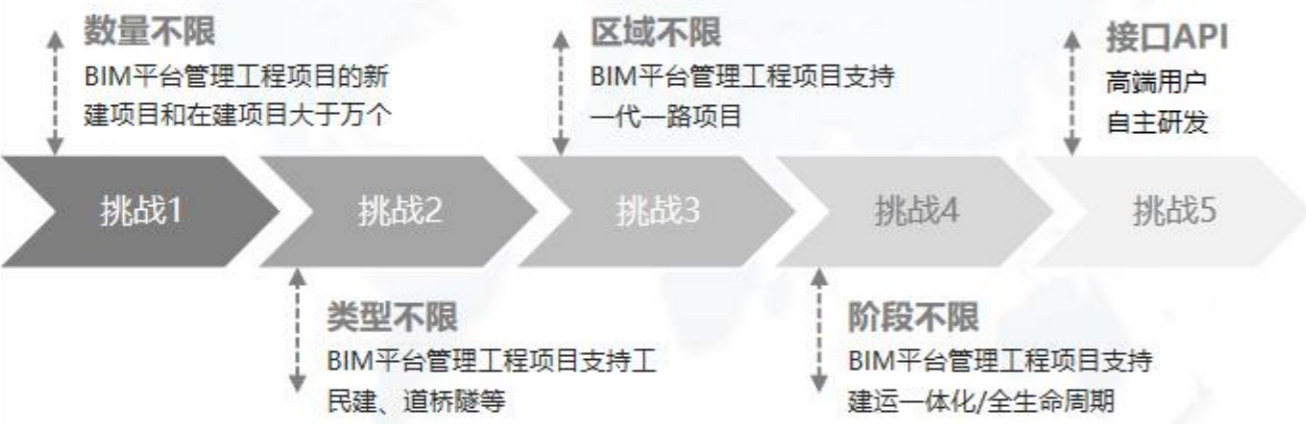 数量不限
BIM平台管理工程项目的新
建项目和在建项目大于万个
区域不限
BIM平台管理工程项目支持
一代一路项目
接口API
高端用户
自主研发
挑战1
挑战2
挑战3
挑战4
挑战5
类型不限
BIM平台管理工程项目支持工
民建、道桥隧等
阶段不限
BIM平台管理工程项目支持
建运一体化/全生命周期